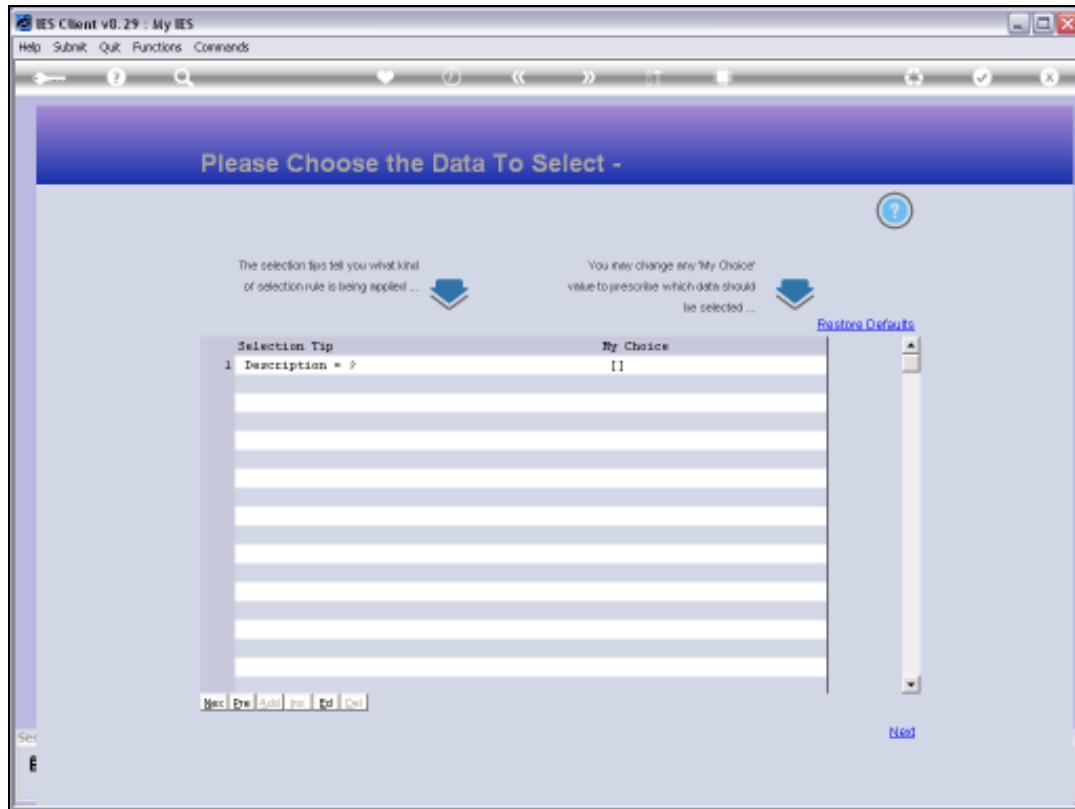 IES Client v8.29 : My IES
Help Submit Quit Functions Commands
Please Choose the Data To Select -
The selection tips tell you what kind
of selection rule is being applied ...
You may change any 'My Choice'
value to prescribe which data should
be selected ...
Restore Defaults
Selection Tip My Choice
1 Description = ? []
Nex Pre Add Ins Ed Del
Next
Ses